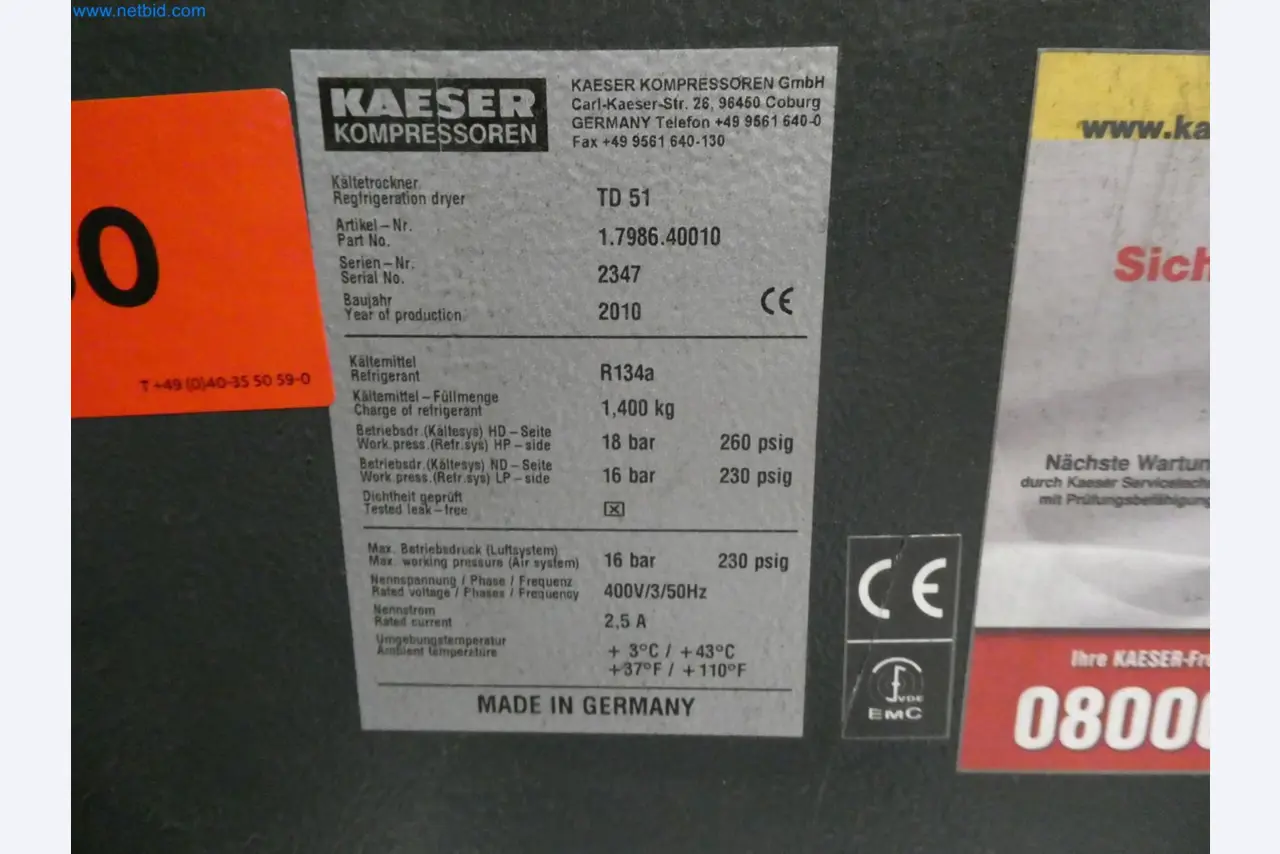 www.netbid.com
KAESER
KOMPRESSOREN
KAESER KOMPRESSOREN GmbH
Carl-Kaeser-Str. 26, 96450 Coburg
GERMANY Telefon +49 9561 640-0
Fax +49 9561 640-130
Kältetrockner
Regfrigeration dryer
TD 51
Artikel-Nr.
Part No.
1.7986.40010
Serien-Nr.
Serial No.
2347
Baujahr
Year of production
2010
CE
Kältemittel
Refrigerant
R134a
Kältemittel-Füllmenge
Charge of refrigerant
1,400 kg
Betriebsdr.(Kältesys) HD-Seite
Work.press.(Refr.sys) HP-side
18 bar 260 psig
Betriebsdr.(Kältesys) ND-Seite
Work.press.(Refr.sys) LP-side
16 bar 230 psig
Dichtheit geprüft
Tested leak-free
Max. Betriebsdruck (Luftsystem)
Max. working pressure (Air system)
16 bar 230 psig
Nennspannung / Phase / Frequenz
Rated voltage / Phases / Frequency
400V/3/50Hz
Nennstrom
Rated current
2,5 A
Umgebungstemperatur
Ambient temperature
+ 3°C / +43°C
+37°F / +110°F
MADE IN GERMANY
0
T +49 (0)40-35 50 59-0
CE
VDE
EMC
www.ka
Sich
Nächste Wartun
durch Kaeser Servicetech
mit Prüfungsbefähigung
Ihre KAESER-Fr
0800